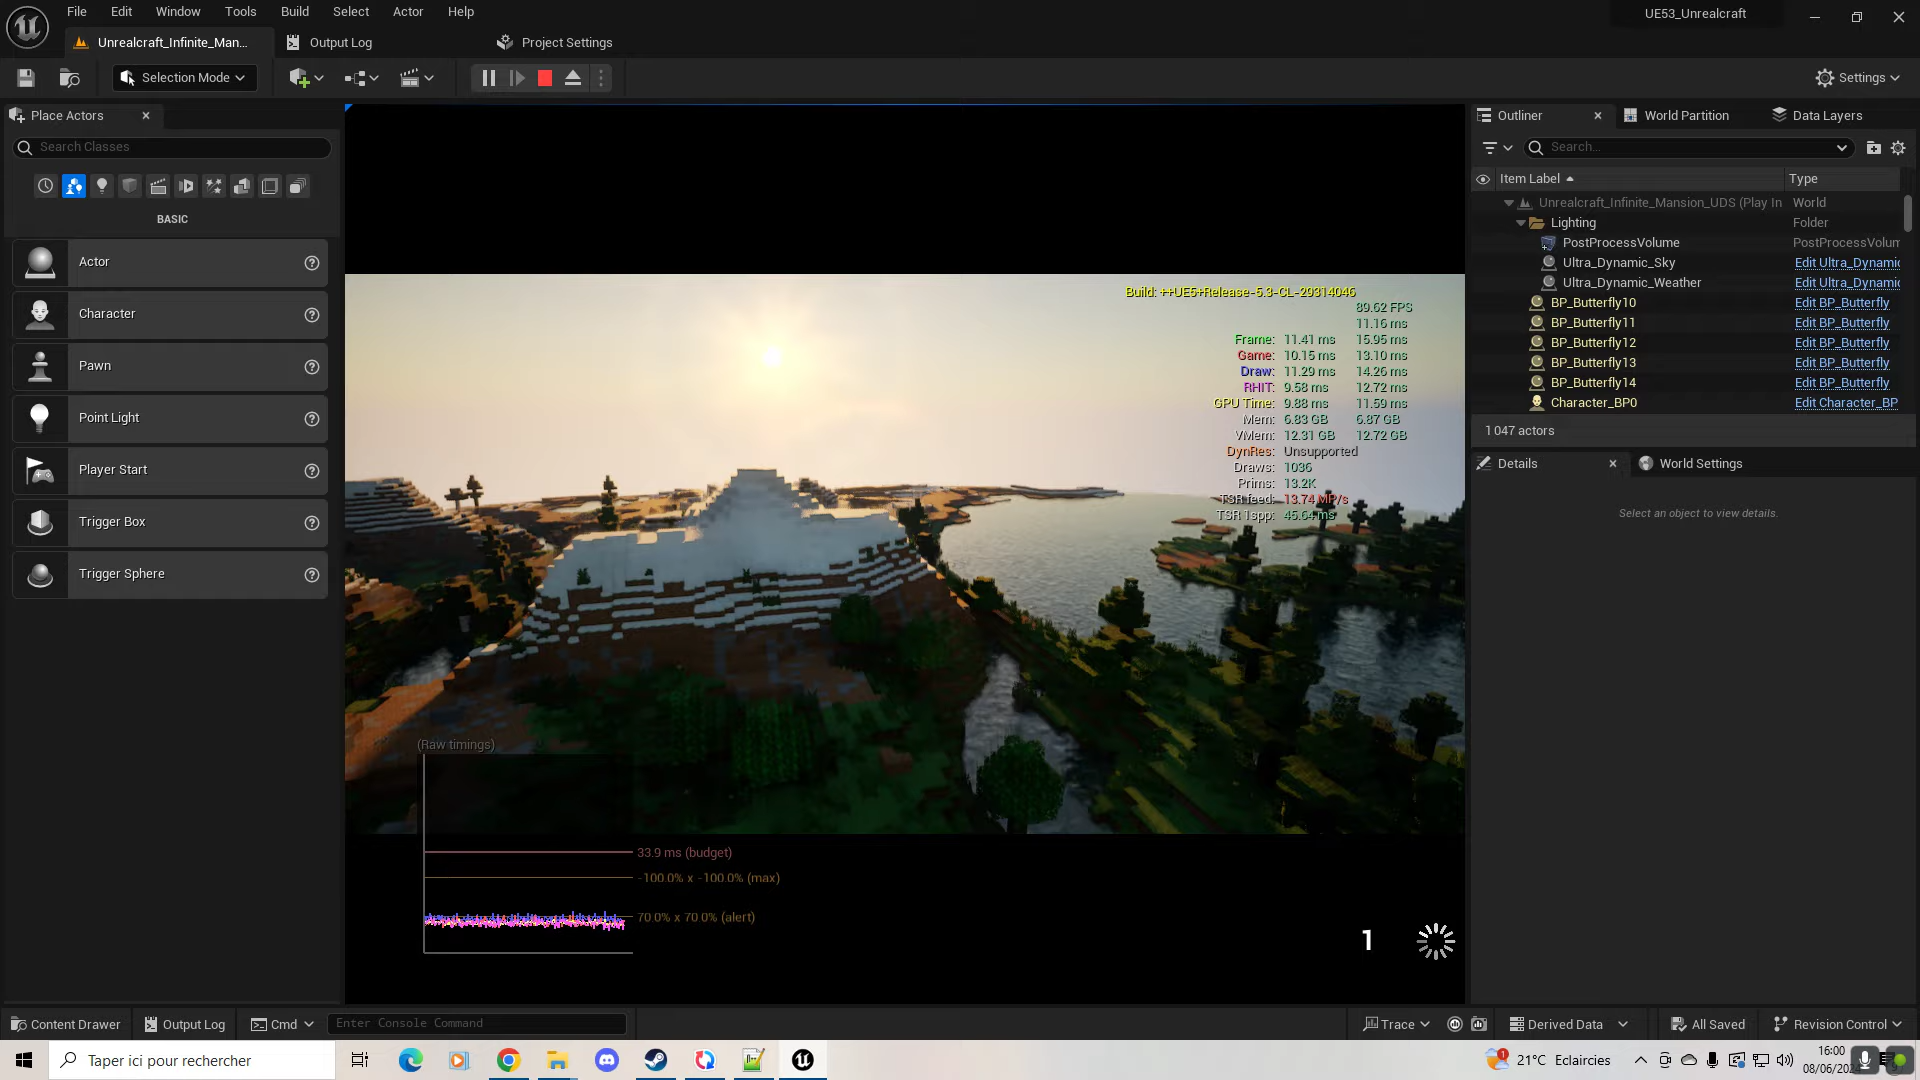 File Edit Window Tools Build Select Actor Help
UE53_Unrealcraft
Unrealcraft_Infinite_Man...
Output Log
Project Settings
Selection Mode
Settings
Place Actors
Search Classes
BASIC
Actor
Character
Pawn
Point Light
Player Start
Trigger Box
Trigger Sphere
Build: ++UE5+Release-5.3-CL-29314046
89.62 FPS
11.16 ms
Frame: 11.41 ms 15.95 ms
Game: 10.15 ms 13.10 ms
Draw: 11.29 ms 14.26 ms
RHIT: 9.58 ms 12.72 ms
GPU Time: 9.88 ms 11.59 ms
Mem: 6.83 GB 6.87 GB
VMem: 12.31 GB 12.72 GB
DynRes: Unsupported
Draws: 1036
Prims: 13.2K
TSR feed: 13.74 MP/s
TSR 1spp: 45.64 ms
(Raw timings)
33.9 ms (budget)
-100.0% x -100.0% (max)
70.0% x 70.0% (alert)
1
Outliner
World Partition
Data Layers
Search...
Item Label Type
Unrealcraft_Infinite_Mansion_UDS (Play In World
Lighting Folder
PostProcessVolume PostProcessVolum
Ultra_Dynamic_Sky Edit Ultra_Dynamic
Ultra_Dynamic_Weather Edit Ultra_Dynamic
BP_Butterfly10 Edit BP_Butterfly
BP_Butterfly11 Edit BP_Butterfly
BP_Butterfly12 Edit BP_Butterfly
BP_Butterfly13 Edit BP_Butterfly
BP_Butterfly14 Edit BP_Butterfly
Character_BP0 Edit Character_BP
1 047 actors
Details
World Settings
Select an object to view details.
Content Drawer
Output Log
Cmd
Enter Console Command
Trace
Derived Data
All Saved
Revision Control
Taper ici pour rechercher
1
21°C Eclaircies
16:00